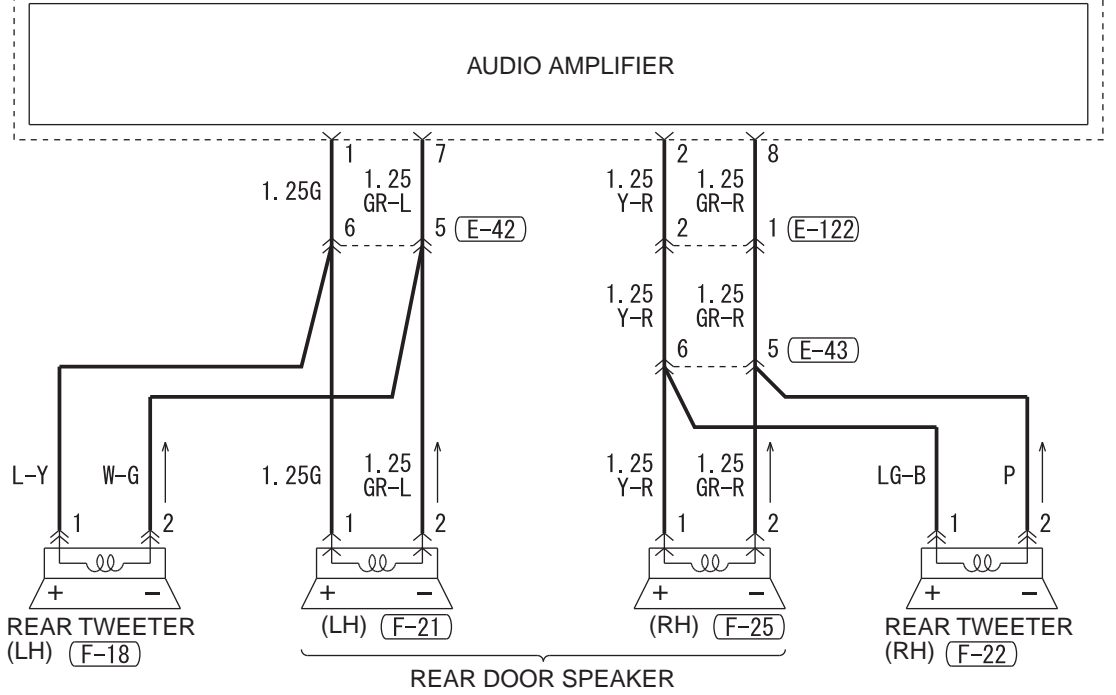 AUDIO AMPLIFIER
1 7 2 8
1.25G 1.25 GR-L 1.25 Y-R 1.25 GR-R
6 5 E-42 2 1 E-122
1.25 Y-R 1.25 GR-R
6 5 E-43
L-Y W-G 1.25G 1.25 GR-L 1.25 Y-R 1.25 GR-R LG-B P
1 2 1 2 1 2 1 2
+ − + − + − + −
REAR TWEETER
(LH) F-18
(LH) F-21
(RH) F-25
REAR TWEETER
(RH) F-22
REAR DOOR SPEAKER